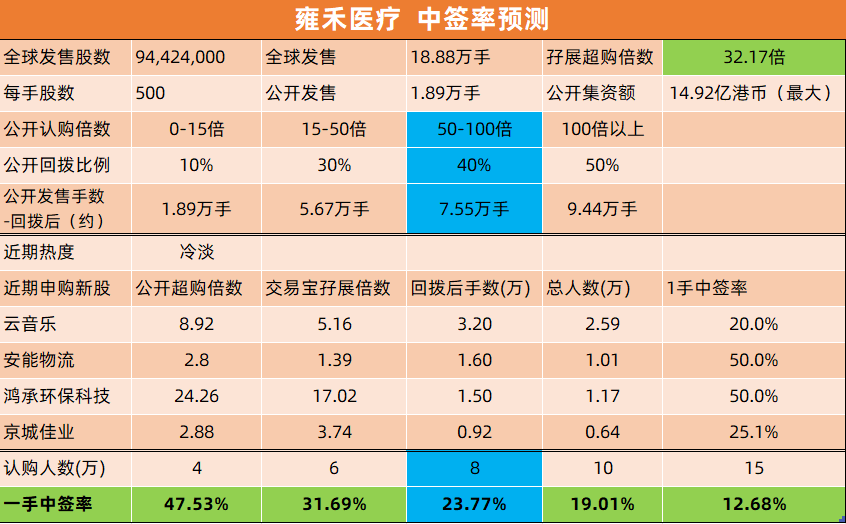 雍禾医疗 中签率预测
全球发售股数 94,424,000 全球发售 18.88万手 孖展超购倍数 32.17倍
每手股数 500 公开发售 1.89万手 公开集资额 14.92亿港币（最大）
公开认购倍数 0-15倍 15-50倍 50-100倍 100倍以上
公开回拨比例 10% 30% 40% 50%
公开发售手数
-回拨后（约） 1.89万手 5.67万手 7.55万手 9.44万手
近期热度 冷淡
近期申购新股 公开超购倍数 交易宝孖展倍数 回拨后手数(万) 总人数(万) 1手中签率
云音乐 8.92 5.16 3.20 2.59 20.0%
安能物流 2.8 1.39 1.60 1.01 50.0%
鸿承环保科技 24.26 17.02 1.50 1.17 50.0%
京城佳业 2.88 3.74 0.92 0.64 25.1%
认购人数(万) 4 6 8 10 15
一手中签率 47.53% 31.69% 23.77% 19.01% 12.68%